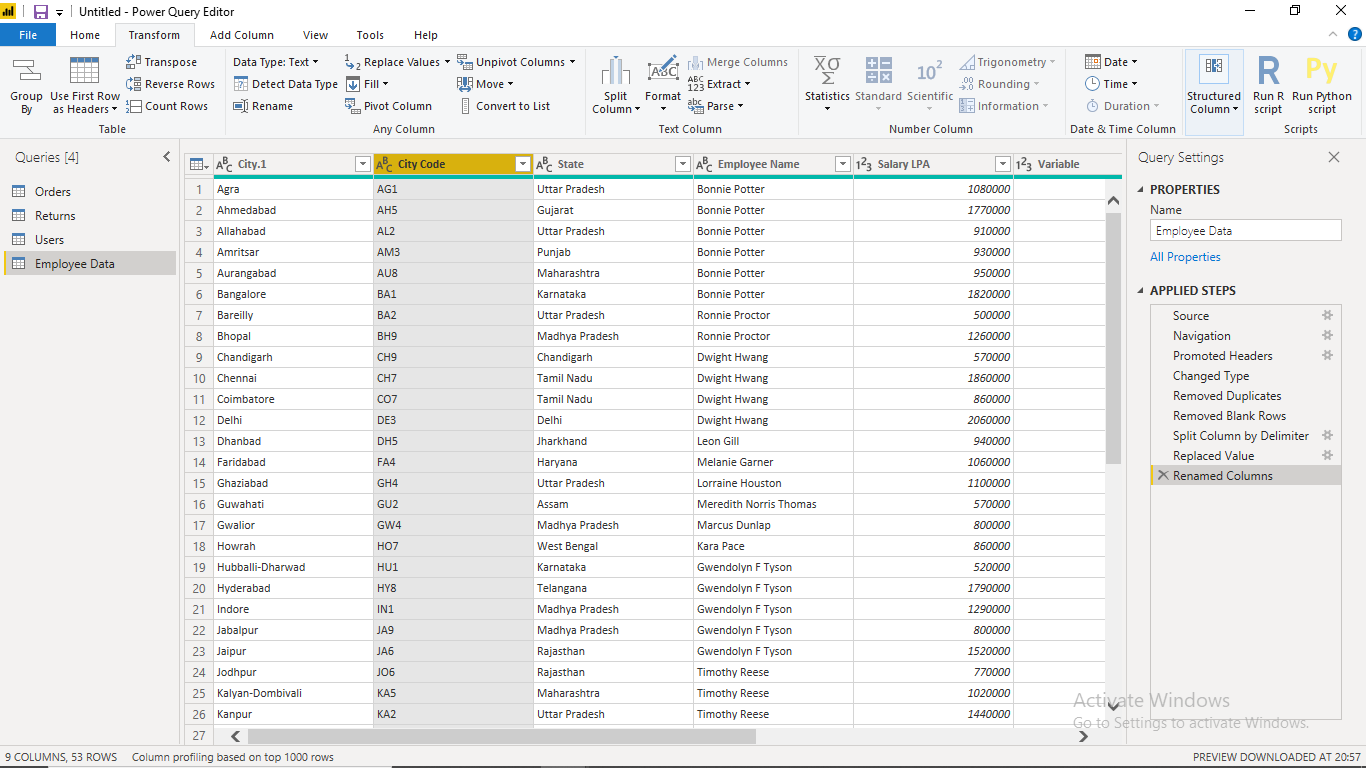 Untitled - Power Query Editor
File Home Transform Add Column View Tools Help
Group By
Use First Row as Headers
Transpose
Reverse Rows
Count Rows
Table
Data Type: Text
Detect Data Type
Rename
Replace Values
Fill
Pivot Column
Unpivot Columns
Move
Convert to List
Any Column
Split Column
Format
Merge Columns
Extract
Parse
Text Column
Statistics
Standard
Scientific
Trigonometry
Rounding
Information
Number Column
Date
Time
Duration
Date & Time Column
Structured Column
Run R script
Run Python script
Scripts
Queries [4]
Orders
Returns
Users
Employee Data
City.1 City Code State Employee Name Salary LPA Variable
1 Agra AG1 Uttar Pradesh Bonnie Potter 1080000
2 Ahmedabad AH5 Gujarat Bonnie Potter 1770000
3 Allahabad AL2 Uttar Pradesh Bonnie Potter 910000
4 Amritsar AM3 Punjab Bonnie Potter 930000
5 Aurangabad AU8 Maharashtra Bonnie Potter 950000
6 Bangalore BA1 Karnataka Bonnie Potter 1820000
7 Bareilly BA2 Uttar Pradesh Ronnie Proctor 500000
8 Bhopal BH9 Madhya Pradesh Ronnie Proctor 1260000
9 Chandigarh CH9 Chandigarh Dwight Hwang 570000
10 Chennai CH7 Tamil Nadu Dwight Hwang 1860000
11 Coimbatore CO7 Tamil Nadu Dwight Hwang 860000
12 Delhi DE3 Delhi Dwight Hwang 2060000
13 Dhanbad DH5 Jharkhand Leon Gill 940000
14 Faridabad FA4 Haryana Melanie Garner 1060000
15 Ghaziabad GH4 Uttar Pradesh Lorraine Houston 1100000
16 Guwahati GU2 Assam Meredith Norris Thomas 570000
17 Gwalior GW4 Madhya Pradesh Marcus Dunlap 800000
18 Howrah HO7 West Bengal Kara Pace 860000
19 Hubballi-Dharwad HU1 Karnataka Gwendolyn F Tyson 520000
20 Hyderabad HY8 Telangana Gwendolyn F Tyson 1790000
21 Indore IN1 Madhya Pradesh Gwendolyn F Tyson 1290000
22 Jabalpur JA9 Madhya Pradesh Gwendolyn F Tyson 800000
23 Jaipur JA6 Rajasthan Gwendolyn F Tyson 1520000
24 Jodhpur JO6 Rajasthan Timothy Reese 770000
25 Kalyan-Dombivali KA5 Maharashtra Timothy Reese 1020000
26 Kanpur KA2 Uttar Pradesh Timothy Reese 1440000
27
Query Settings
PROPERTIES
Name
Employee Data
All Properties
APPLIED STEPS
Source
Navigation
Promoted Headers
Changed Type
Removed Duplicates
Removed Blank Rows
Split Column by Delimiter
Replaced Value
Renamed Columns
Activate Windows
Go to Settings to activate Windows.
9 COLUMNS, 53 ROWS Column profiling based on top 1000 rows PREVIEW DOWNLOADED AT 20:57